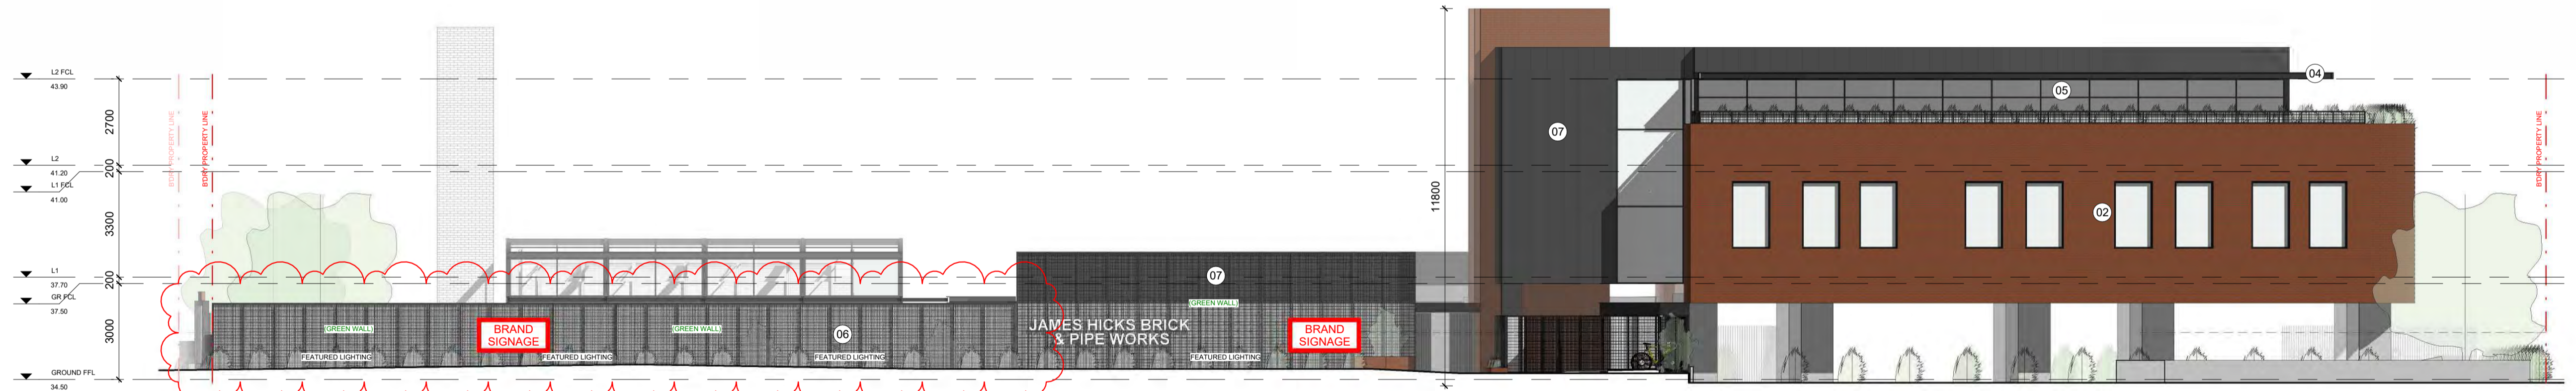 L2 FCL
43.90
2700
L2
41.20
200
L1 FCL
41.00
3300
L1
37.70
200
GR FCL
37.50
3000
GROUND FFL
34.50
B'DRY PROPERTY LINE
B'DRY PROPERTY LINE
(GREEN WALL)
FEATURED LIGHTING
BRAND
SIGNAGE
FEATURED LIGHTING
(GREEN WALL)
06
FEATURED LIGHTING
07
(GREEN WALL)
JAMES HICKS BRICK
& PIPE WORKS
FEATURED LIGHTING
BRAND
SIGNAGE
11800
07
05
04
02
B'DRY PROPERTY LINE